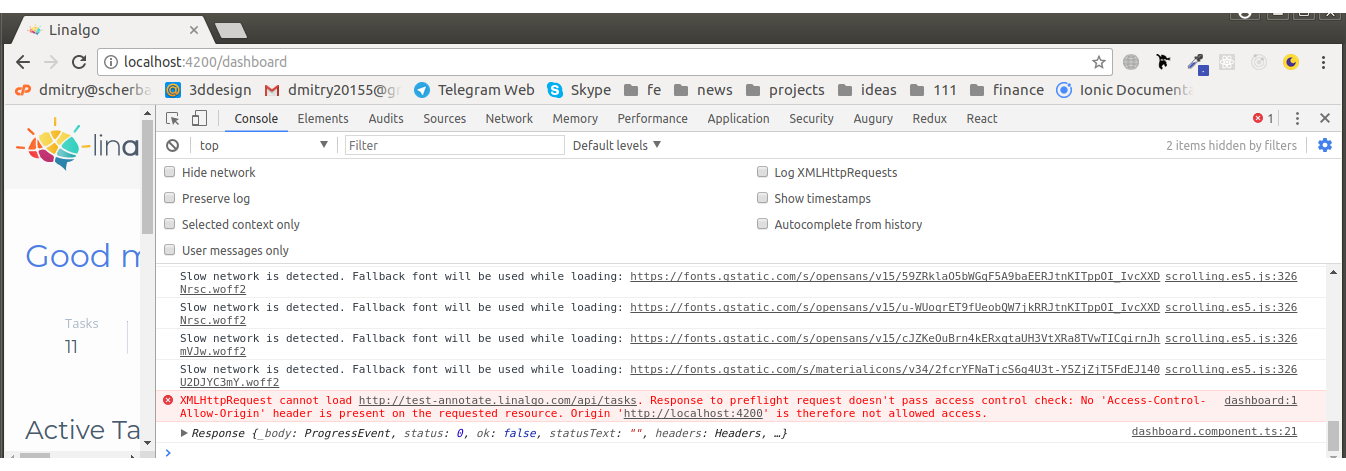 Linalgo
localhost:4200/dashboard
dmitry@scherba 3ddesign dmitry20155@g Telegram Web Skype fe news projects ideas 111 finance Ionic Documenta
Console Elements Audits Sources Network Memory Performance Application Security Augury Redux React 1
lina
top Filter Default levels 2 items hidden by filters
Hide network Log XMLHttpRequests
Preserve log Show timestamps
Selected context only Autocomplete from history
User messages only
Good m
Slow network is detected. Fallback font will be used while loading: https://fonts.gstatic.com/s/opensans/v15/59ZRklaO5bWGqF5A9baEERJtnKITppOI_IvcXXD scrolling.es5.js:326
Nrsc.woff2
Slow network is detected. Fallback font will be used while loading: https://fonts.gstatic.com/s/opensans/v15/u-WUoqrET9fUeobQW7jkRRJtnKITppOI_IvcXXD scrolling.es5.js:326
Nrsc.woff2
Tasks
11
Slow network is detected. Fallback font will be used while loading: https://fonts.gstatic.com/s/opensans/v15/cJZKeOuBrn4kERxqtaUH3VtXRa8TVwTICgirnJh scrolling.es5.js:326
mVJw.woff2
Slow network is detected. Fallback font will be used while loading: https://fonts.gstatic.com/s/materialicons/v34/2fcrYFNaTjcS6g4U3t-Y5ZjZjT5FdEJ140 scrolling.es5.js:326
U2DJYC3mY.woff2
XMLHttpRequest cannot load http://test-annotate.linalgo.com/api/tasks. Response to preflight request doesn't pass access control check: No 'Access-Control- dashboard:1
Allow-Origin' header is present on the requested resource. Origin 'http://localhost:4200' is therefore not allowed access.
Active Ta
Response {_body: ProgressEvent, status: 0, ok: false, statusText: "", headers: Headers, …} dashboard.component.ts:21